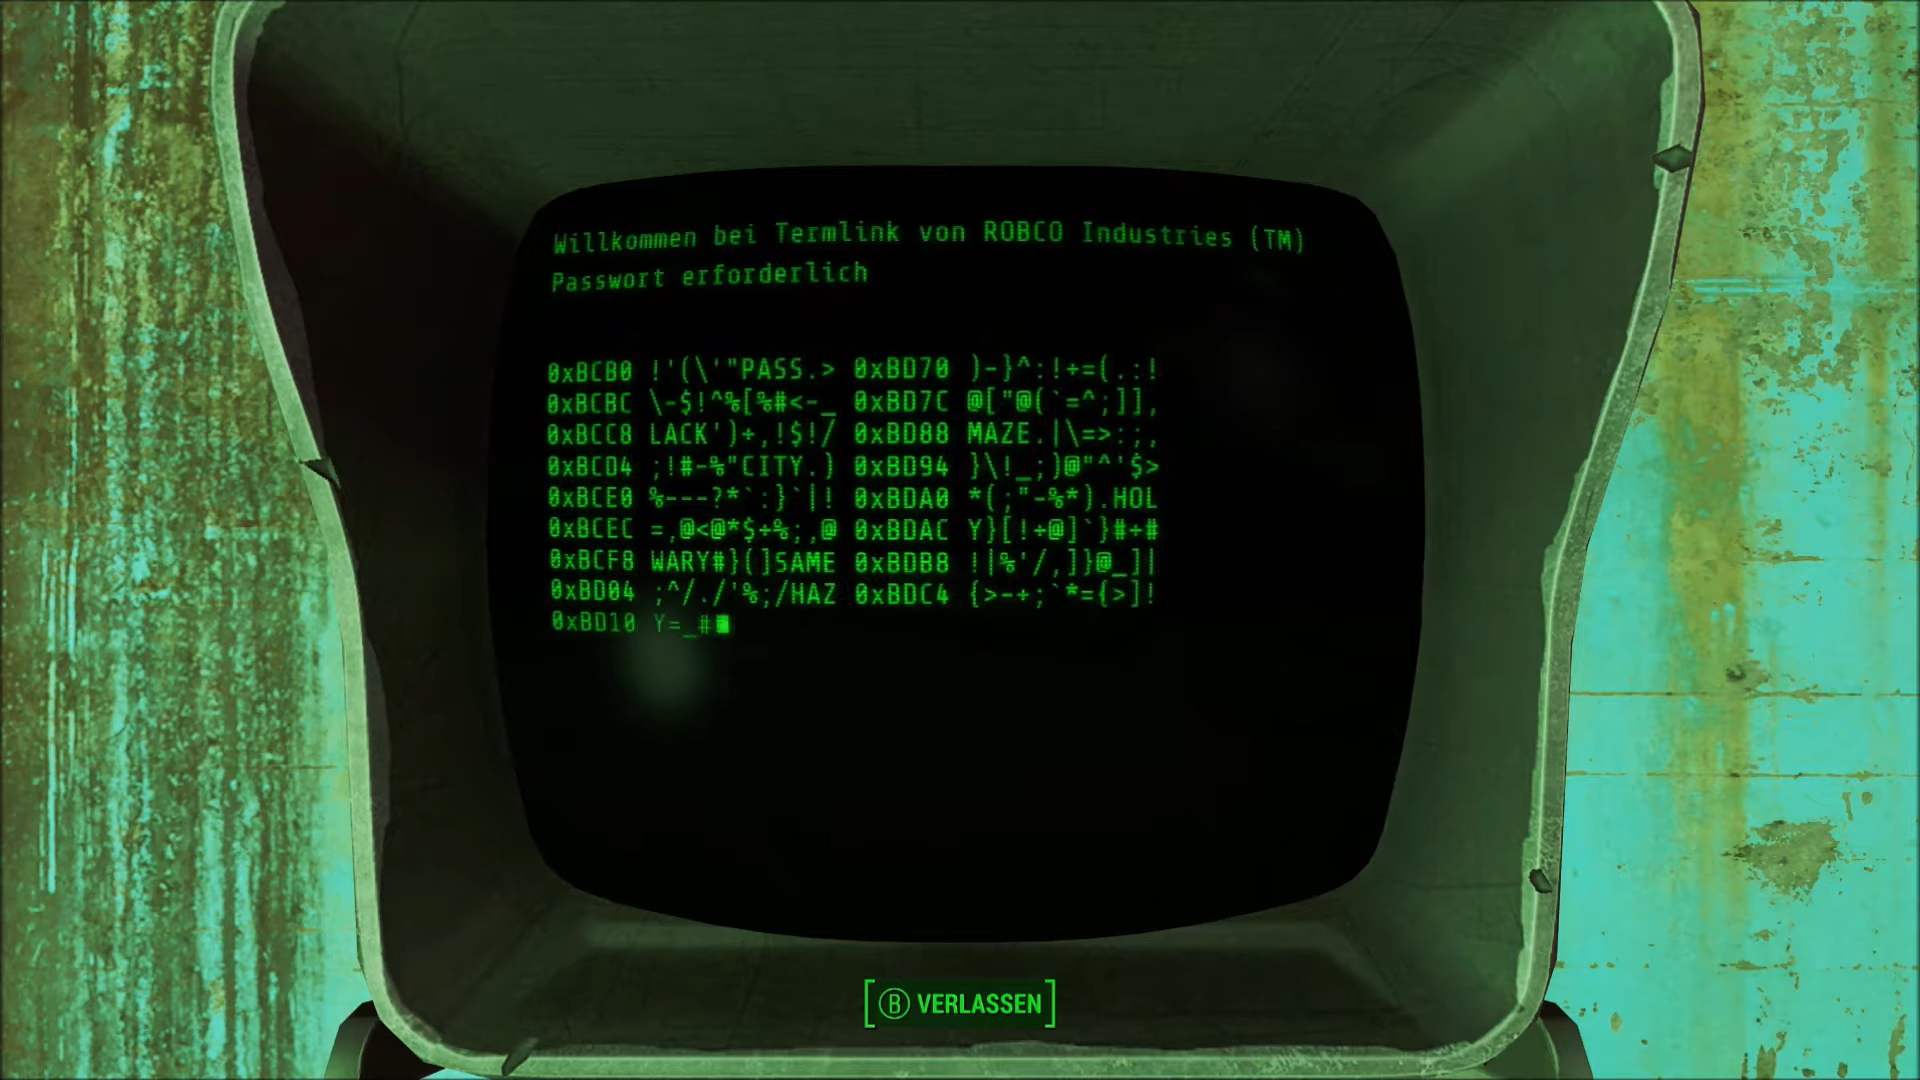 Willkommen bei Termlink von ROBCO Industries (TM)
Passwort erforderlich
0xBCB0 !'(\'"PASS.> 0xBD70 )-}^:!+=(.:!
0xBCBC \-$!^%[%#<-_ 0xBD7C @["@(`=^;]],
0xBCC8 LACK')+,!$!/ 0xBD88 MAZE.|\=>:;,
0xBCD4 ;!#-%"CITY.) 0xBD94 }\!_;)@"^'$>
0xBCE0 %---?*`:}`|! 0xBDA0 *(;"-%*).HOL
0xBCEC =,@<@*$+%;,@ 0xBDAC Y}[!+@]`}#+#
0xBCF8 WARY#}(]SAME 0xBDB8 !|%'/,]}@_]|
0xBD04 ;^/./'%;/HAZ 0xBDC4 {>-+;`*={>]!
0xBD10 Y=_#
[(B) VERLASSEN]